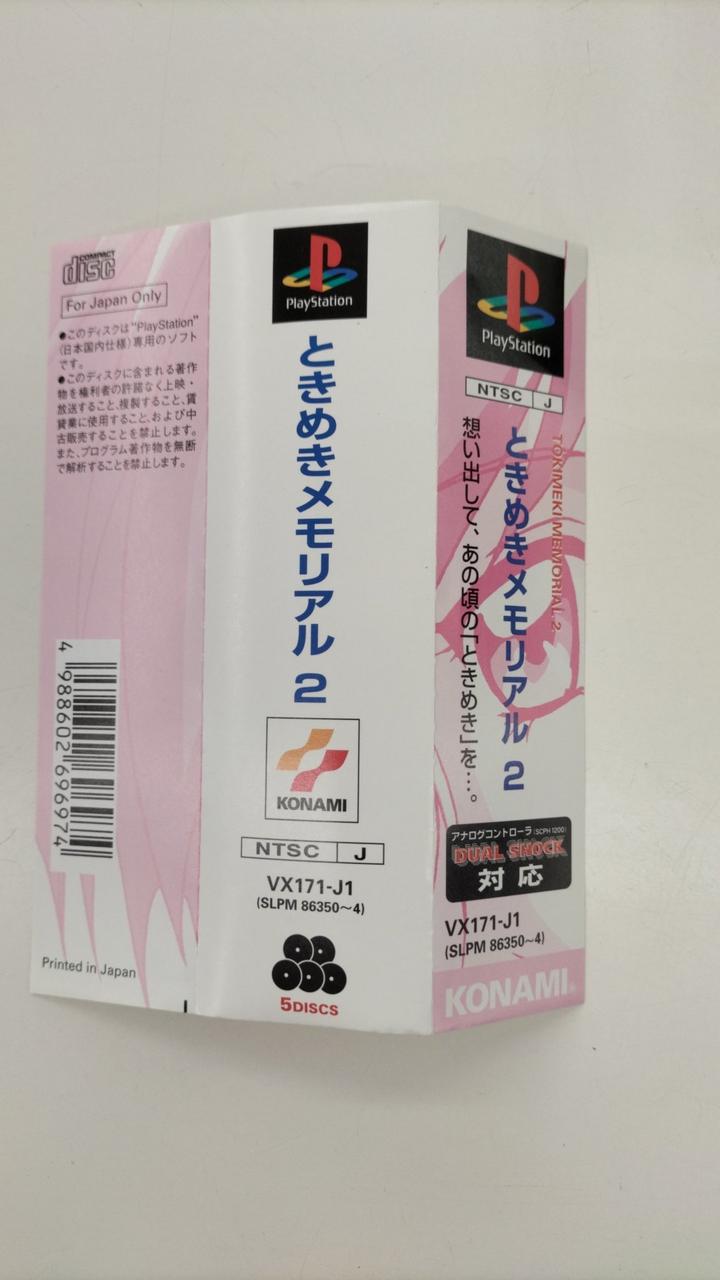 COMPACT
disc
For Japan Only
●このディスクは"PlayStation"
(日本国内仕様)専用のソフト
です。
●このディスクに含まれる著作
物を権利者の許諾なく上映・
放送すること、複製すること、賃
貸業に使用すること、および中
古販売することを禁止します。
また、プログラム著作物を無断
で解析することを禁止します。
4 988602 696974
Printed in Japan
PlayStation
ときめきメモリアル 2
KONAMI
NTSC J
VX171-J1
(SLPM 86350～4)
5DISCS
PlayStation
NTSC J
TOKIMEKI MEMORIAL 2
ときめきメモリアル 2
想い出して、あの頃の「ときめき」を…。
アナログコントローラ(SCPH 1200)
DUAL SHOCK
対応
VX171-J1
(SLPM 86350～4)
KONAMI®